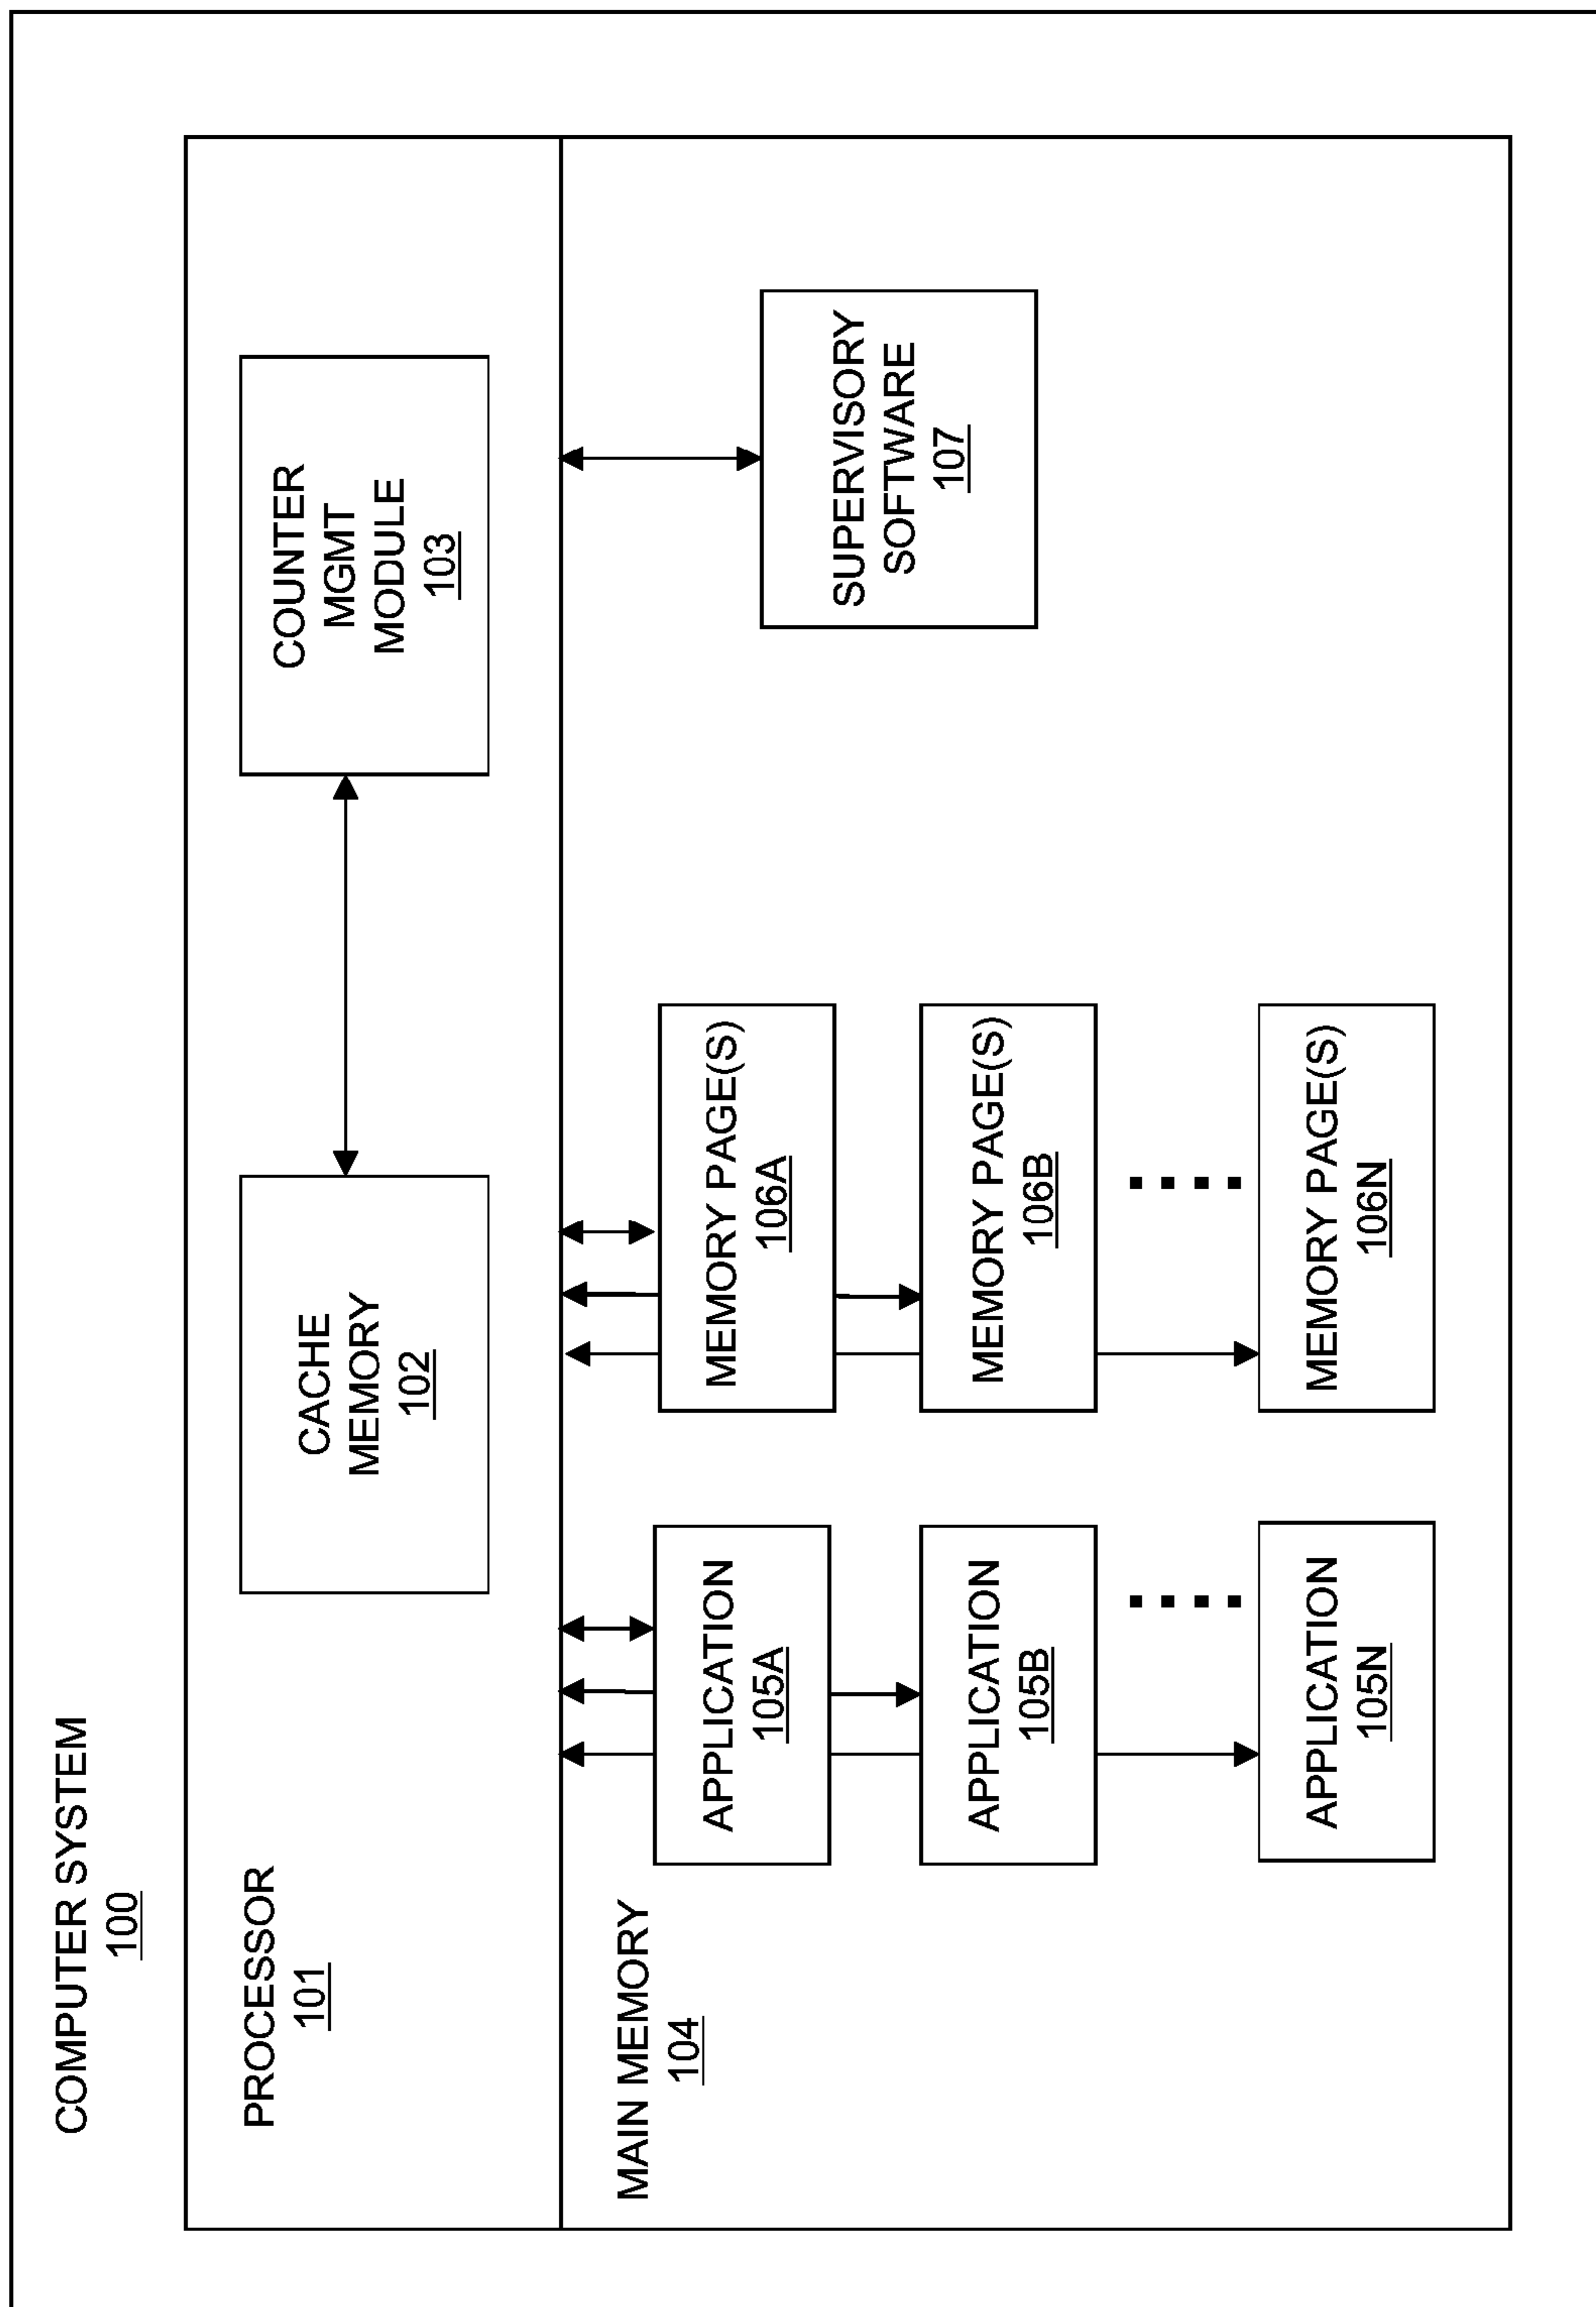 COMPUTER SYSTEM
100
PROCESSOR
101
CACHE
MEMORY
102
COUNTER
MGMT
MODULE
103
MAIN MEMORY
104
APPLICATION
105A
MEMORY PAGE(S)
106A
SUPERVISORY
SOFTWARE
107
APPLICATION
105B
MEMORY PAGE(S)
106B
APPLICATION
105N
MEMORY PAGE(S)
106N